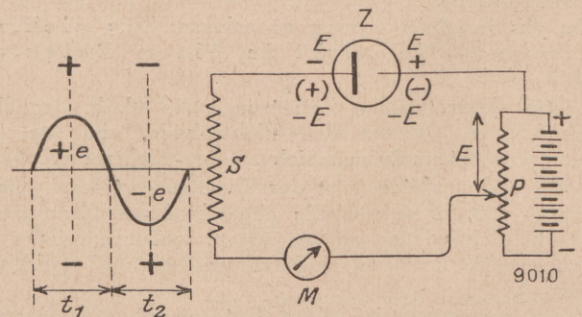 Z
+ − − E E +
(+) (−)
−E −E
+ e
S
E
P
+
− e
− +
M
−
9010
t1 t2